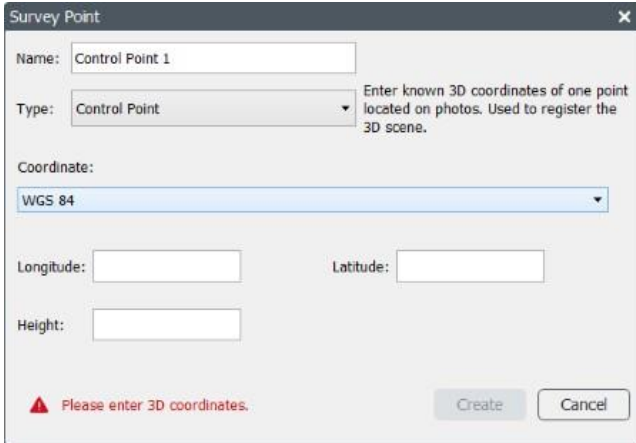 Survey Point
Name: Control Point 1
Type: Control Point
Enter known 3D coordinates of one point
located on photos. Used to register the
3D scene.
Coordinate:
WGS 84
Longitude: Latitude:
Height:
Please enter 3D coordinates. Create Cancel